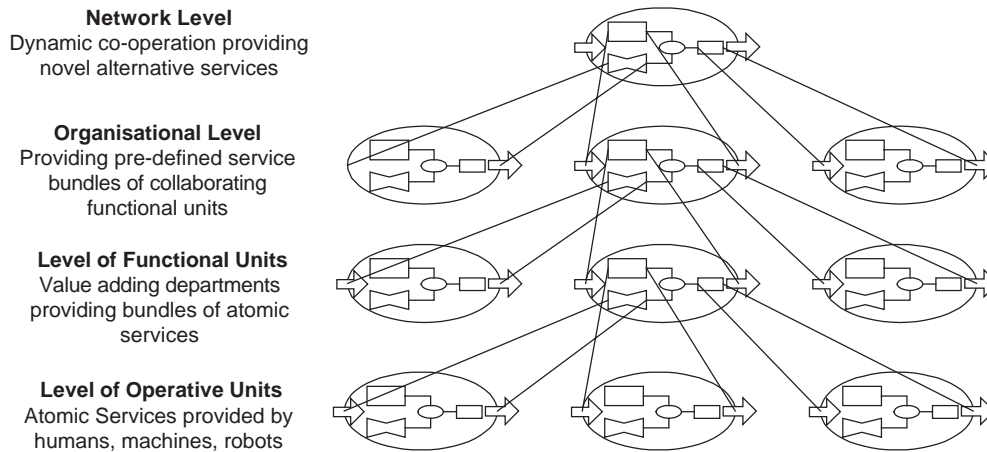 Network Level
Dynamic co-operation providing
novel alternative services
Organisational Level
Providing pre-defined service
bundles of collaborating
functional units
Level of Functional Units
Value adding departments
providing bundles of atomic
services
Level of Operative Units
Atomic Services provided by
humans, machines, robots